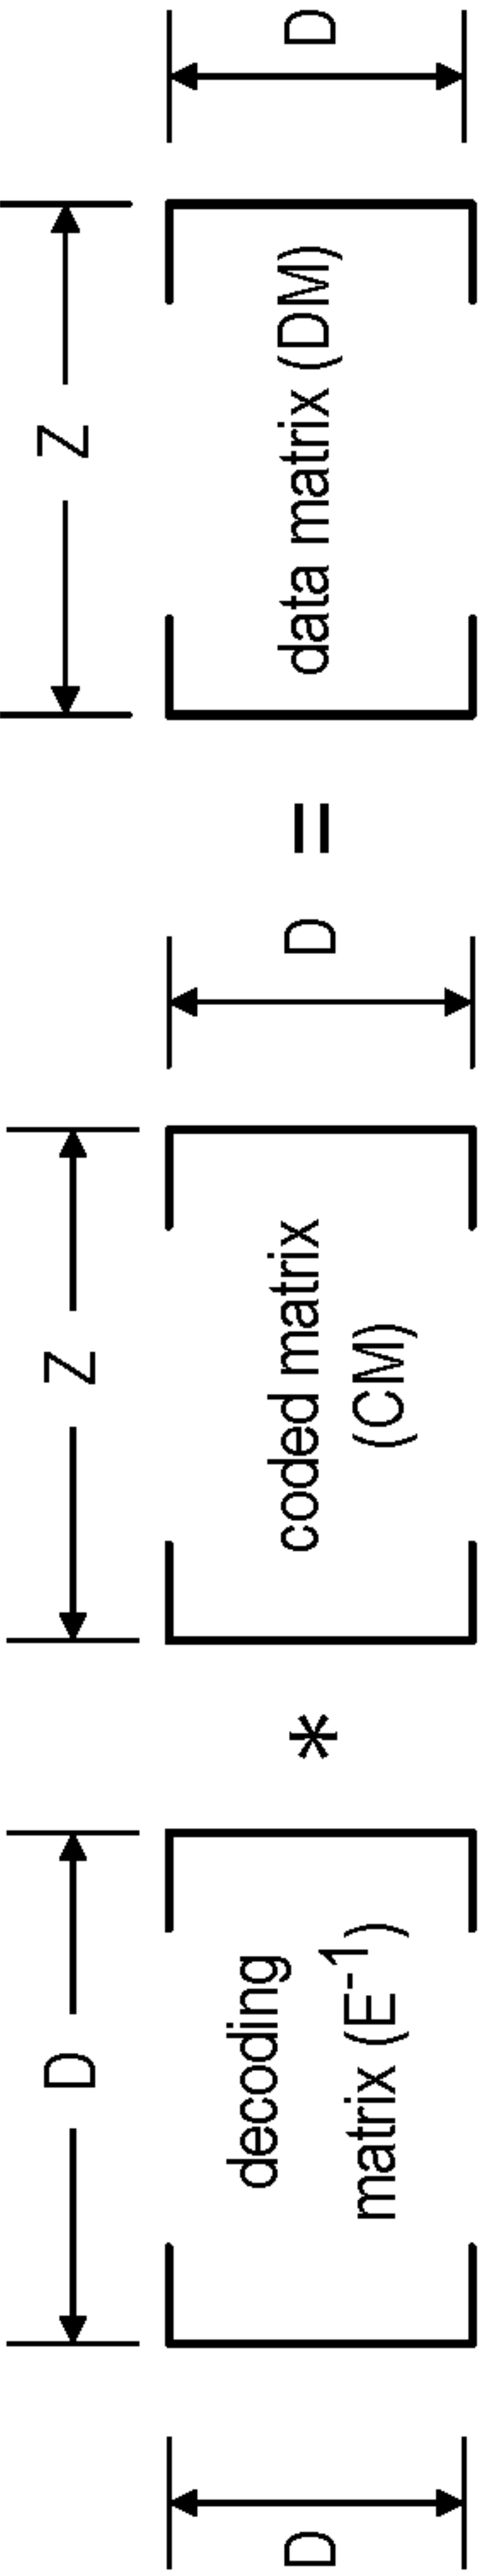 D
D
decoding
matrix (E⁻¹)
*
Z
coded matrix
(CM)
D
=
Z
data matrix (DM)
D